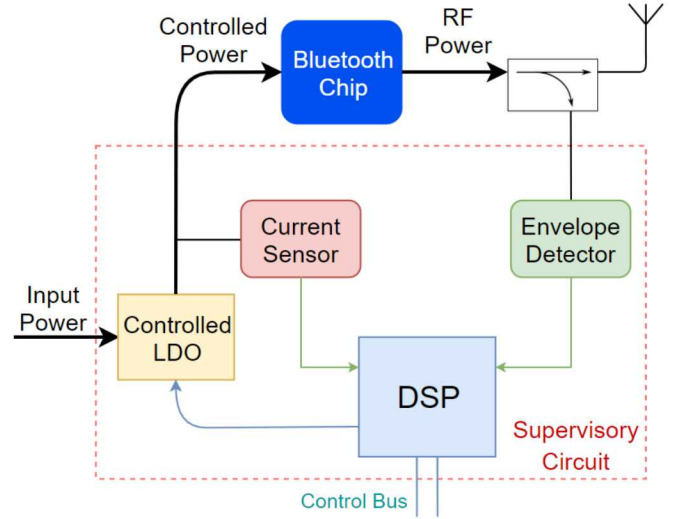 Controlled
Power
Bluetooth
Chip
RF
Power
Current
Sensor
Envelope
Detector
Input
Power
Controlled
LDO
DSP
Supervisory
Circuit
Control Bus